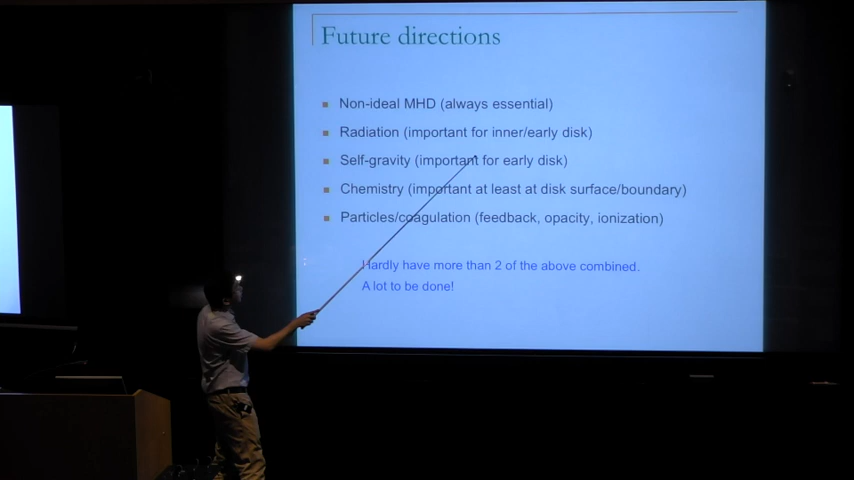 Future directions
Non-ideal MHD (always essential)
Radiation (important for inner/early disk)
Self-gravity (important for early disk)
Chemistry (important at least at disk surface/boundary)
Particles/coagulation (feedback, opacity, ionization)
Hardly have more than 2 of the above combined.
A lot to be done!